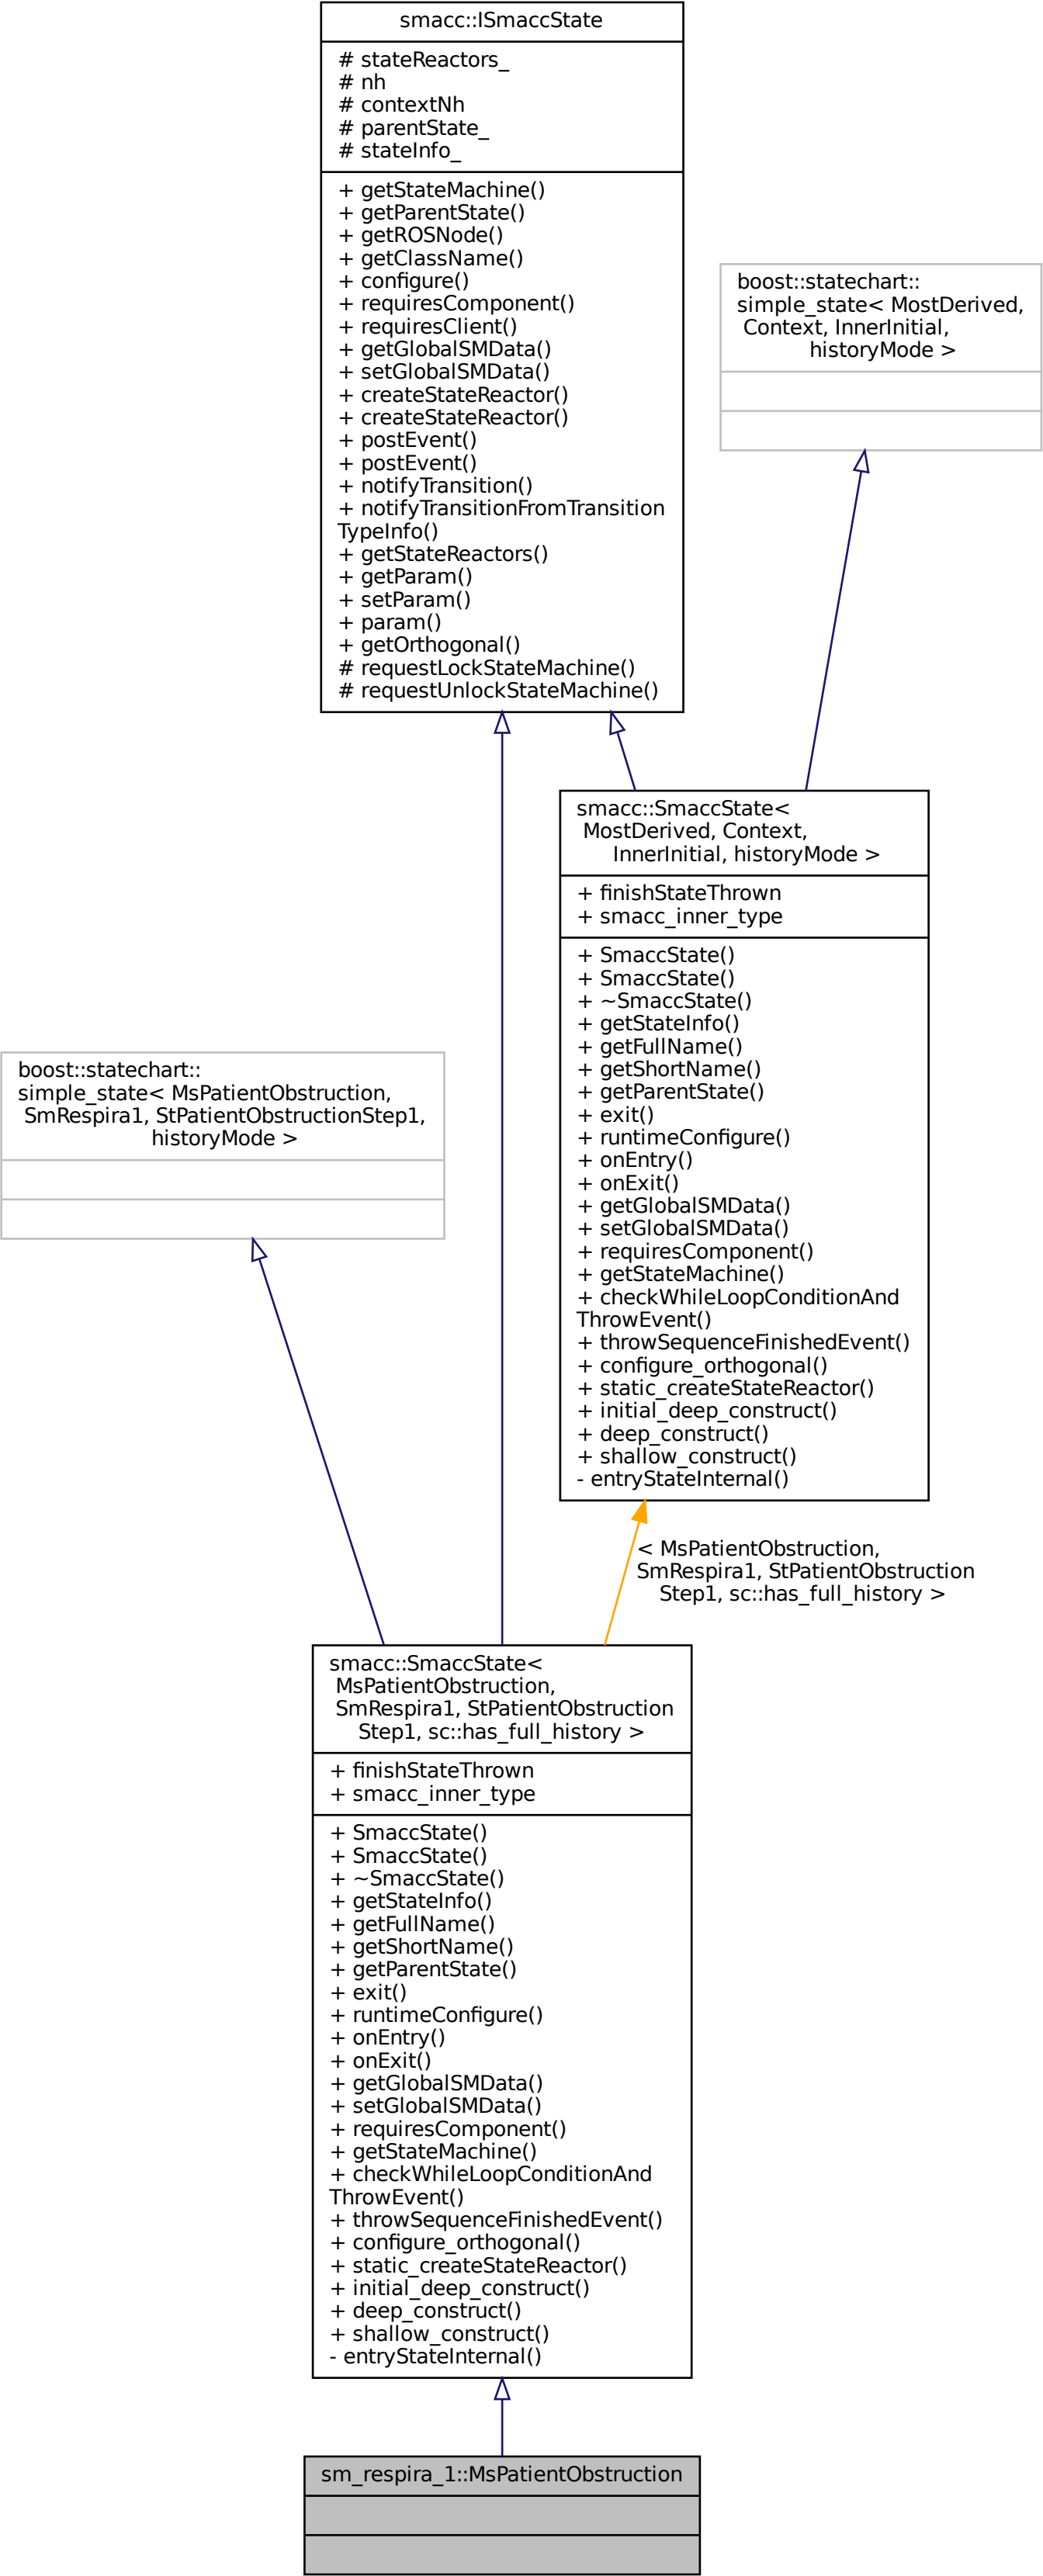 smacc::ISmaccState
# stateReactors_
# nh
# contextNh
# parentState_
# stateInfo_
+ getStateMachine()
+ getParentState()
+ getROSNode()
+ getClassName()
+ configure()
+ requiresComponent()
+ requiresClient()
+ getGlobalSMData()
+ setGlobalSMData()
+ createStateReactor()
+ createStateReactor()
+ postEvent()
+ postEvent()
+ notifyTransition()
+ notifyTransitionFromTransition
TypeInfo()
+ getStateReactors()
+ getParam()
+ setParam()
+ param()
+ getOrthogonal()
# requestLockStateMachine()
# requestUnlockStateMachine()
boost::statechart::
simple_state< MostDerived,
Context, InnerInitial,
historyMode >
smacc::SmaccState<
MostDerived, Context,
InnerInitial, historyMode >
+ finishStateThrown
+ smacc_inner_type
+ SmaccState()
+ SmaccState()
+ ~SmaccState()
+ getStateInfo()
+ getFullName()
+ getShortName()
+ getParentState()
+ exit()
+ runtimeConfigure()
+ onEntry()
+ onExit()
+ getGlobalSMData()
+ setGlobalSMData()
+ requiresComponent()
+ getStateMachine()
+ checkWhileLoopConditionAnd
ThrowEvent()
+ throwSequenceFinishedEvent()
+ configure_orthogonal()
+ static_createStateReactor()
+ initial_deep_construct()
+ deep_construct()
+ shallow_construct()
- entryStateInternal()
boost::statechart::
simple_state< MsPatientObstruction,
SmRespira1, StPatientObstructionStep1,
historyMode >
< MsPatientObstruction,
SmRespira1, StPatientObstruction
Step1, sc::has_full_history >
smacc::SmaccState<
MsPatientObstruction,
SmRespira1, StPatientObstruction
Step1, sc::has_full_history >
+ finishStateThrown
+ smacc_inner_type
+ SmaccState()
+ SmaccState()
+ ~SmaccState()
+ getStateInfo()
+ getFullName()
+ getShortName()
+ getParentState()
+ exit()
+ runtimeConfigure()
+ onEntry()
+ onExit()
+ getGlobalSMData()
+ setGlobalSMData()
+ requiresComponent()
+ getStateMachine()
+ checkWhileLoopConditionAnd
ThrowEvent()
+ throwSequenceFinishedEvent()
+ configure_orthogonal()
+ static_createStateReactor()
+ initial_deep_construct()
+ deep_construct()
+ shallow_construct()
- entryStateInternal()
sm_respira_1::MsPatientObstruction